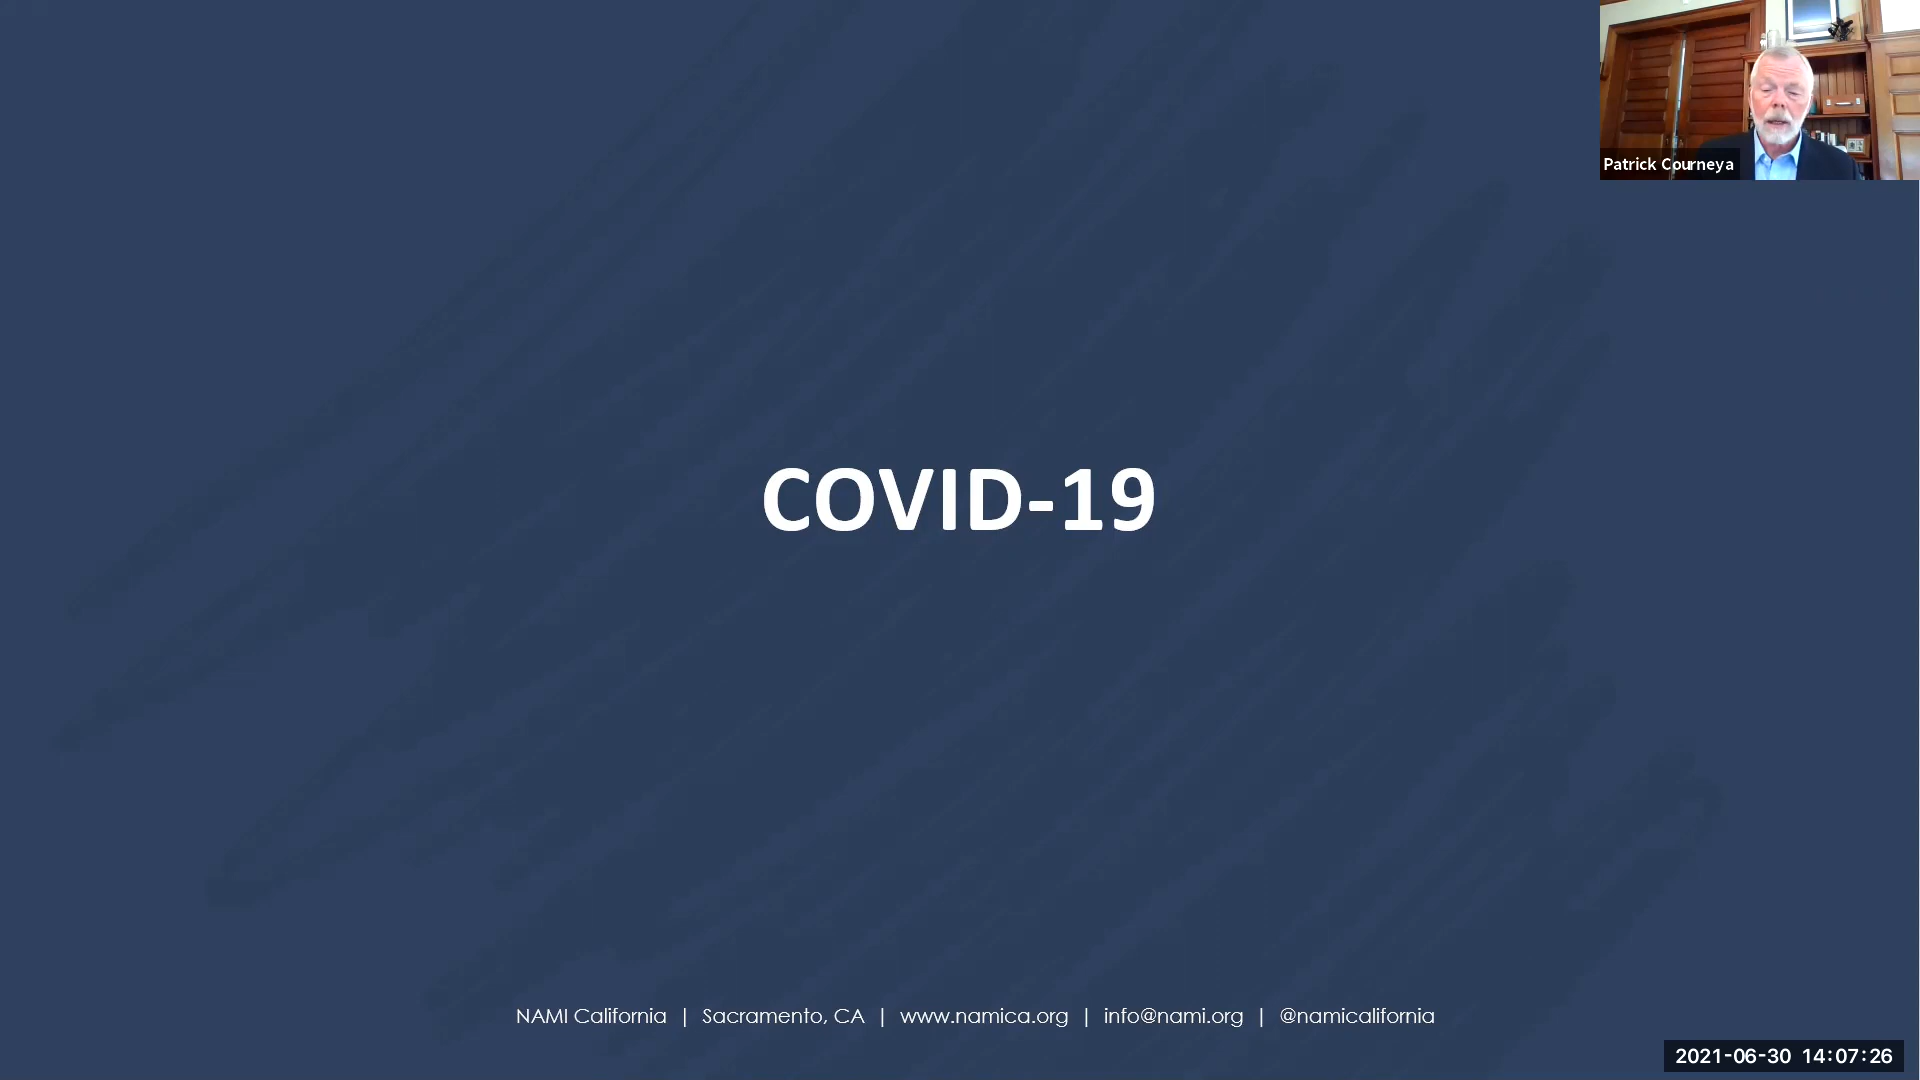 Patrick Courneya
COVID-19
NAMI California | Sacramento, CA | www.namica.org | info@nami.org | @namicalifornia
2021-06-30 14:07:26